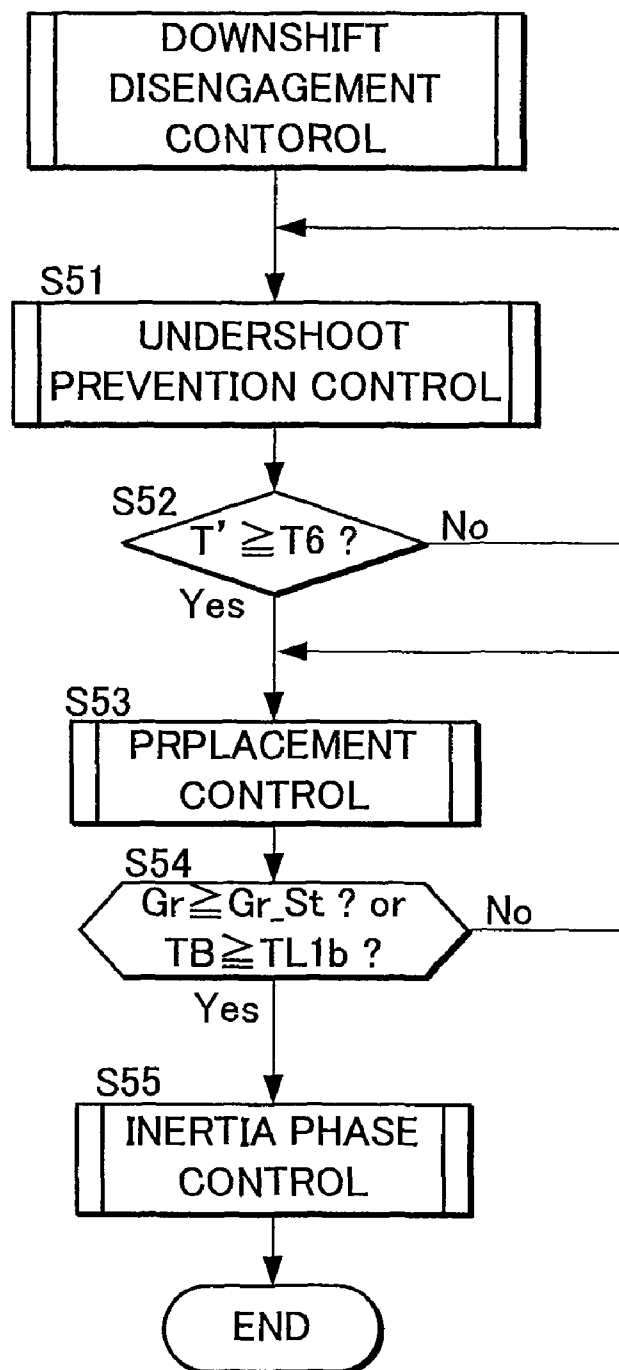 DOWNSHIFT
DISENGAGEMENT
CONTOROL
S51
UNDERSHOOT
PREVENTION CONTROL
S52
T' ≧ T6 ?
No
Yes
S53
PRPLACEMENT
CONTROL
S54
Gr≧Gr_St ? or
TB≧TL1b ?
No
Yes
S55
INERTIA PHASE
CONTROL
END